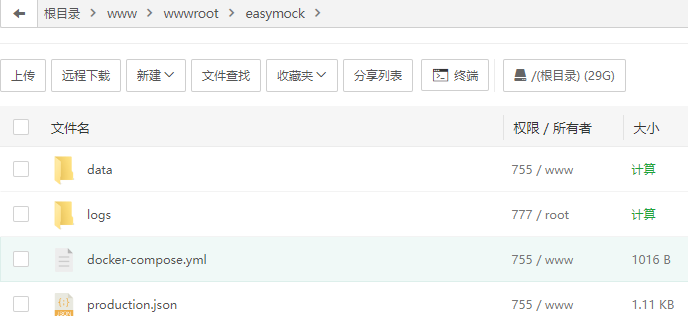 根目录 > www > wwwroot > easymock >
上传 远程下载 新建 文件查找 收藏夹 分享列表 终端 /(根目录) (29G)
文件名 权限 / 所有者 大小
data 755 / www 计算
logs 777 / root 计算
docker-compose.yml 755 / www 1016 B
production.json 755 / www 1.11 KB